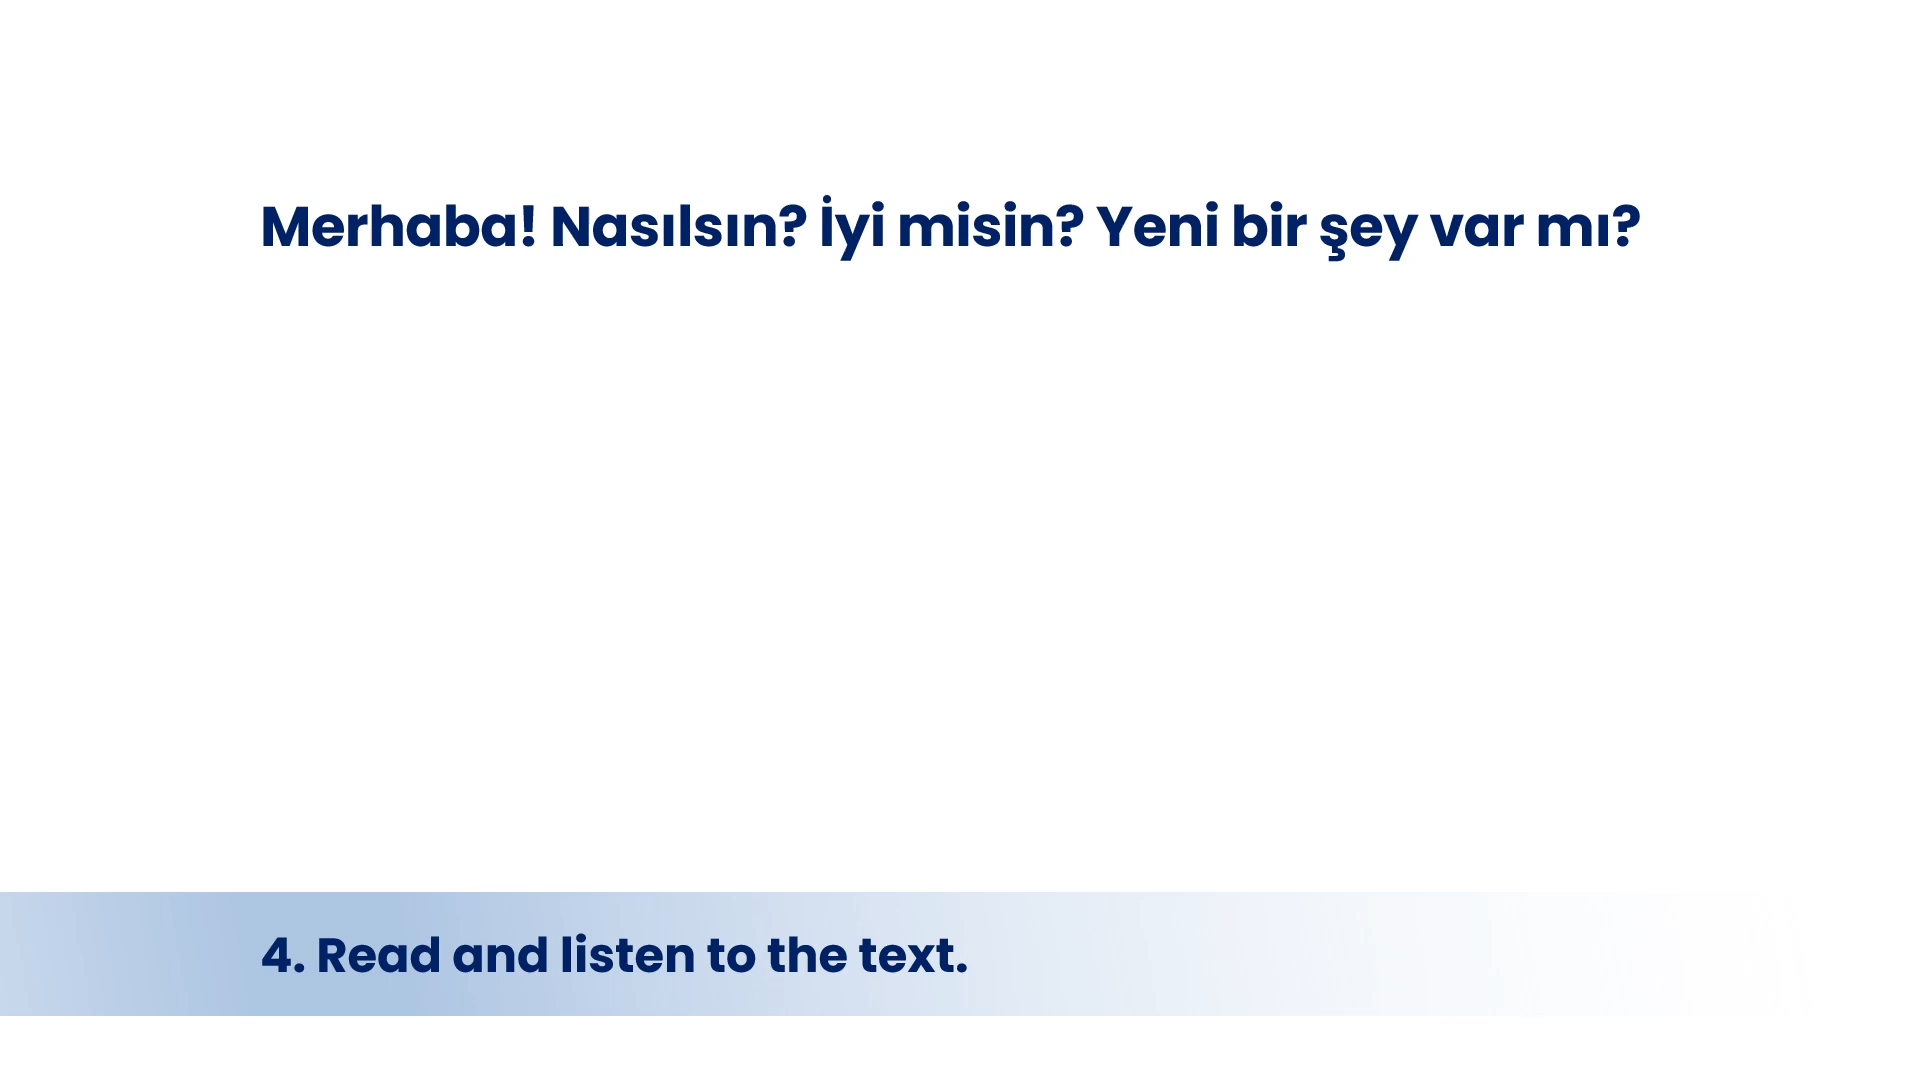 Merhaba! Nasılsın? İyi misin? Yeni bir şey var mı?
4. Read and listen to the text.